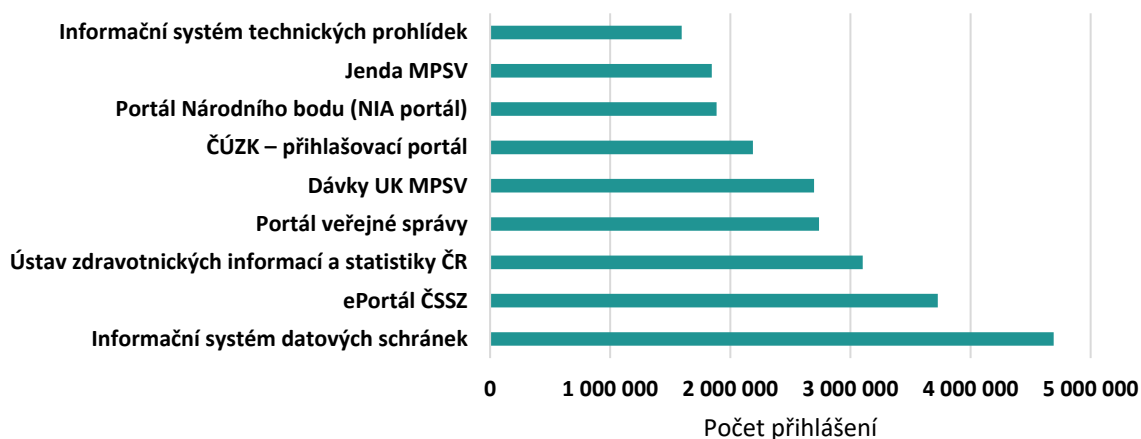 Informační systém technických prohlídek
Jenda MPSV
Portál Národního bodu (NIA portál)
ČÚZK – přihlašovací portál
Dávky UK MPSV
Portál veřejné správy
Ústav zdravotnických informací a statistiky ČR
ePortál ČSSZ
Informační systém datových schránek
0 1 000 000 2 000 000 3 000 000 4 000 000 5 000 000
Počet přihlášení